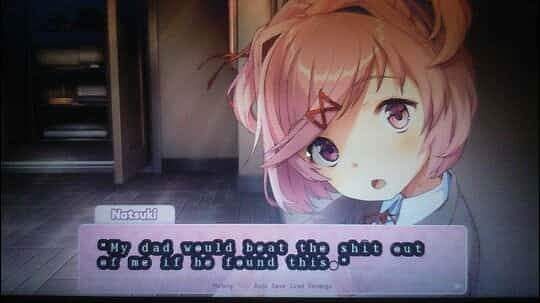 Natsuki
"My dad would beat the shit out
of me if he found this."
History Skip Auto Save Load Settings